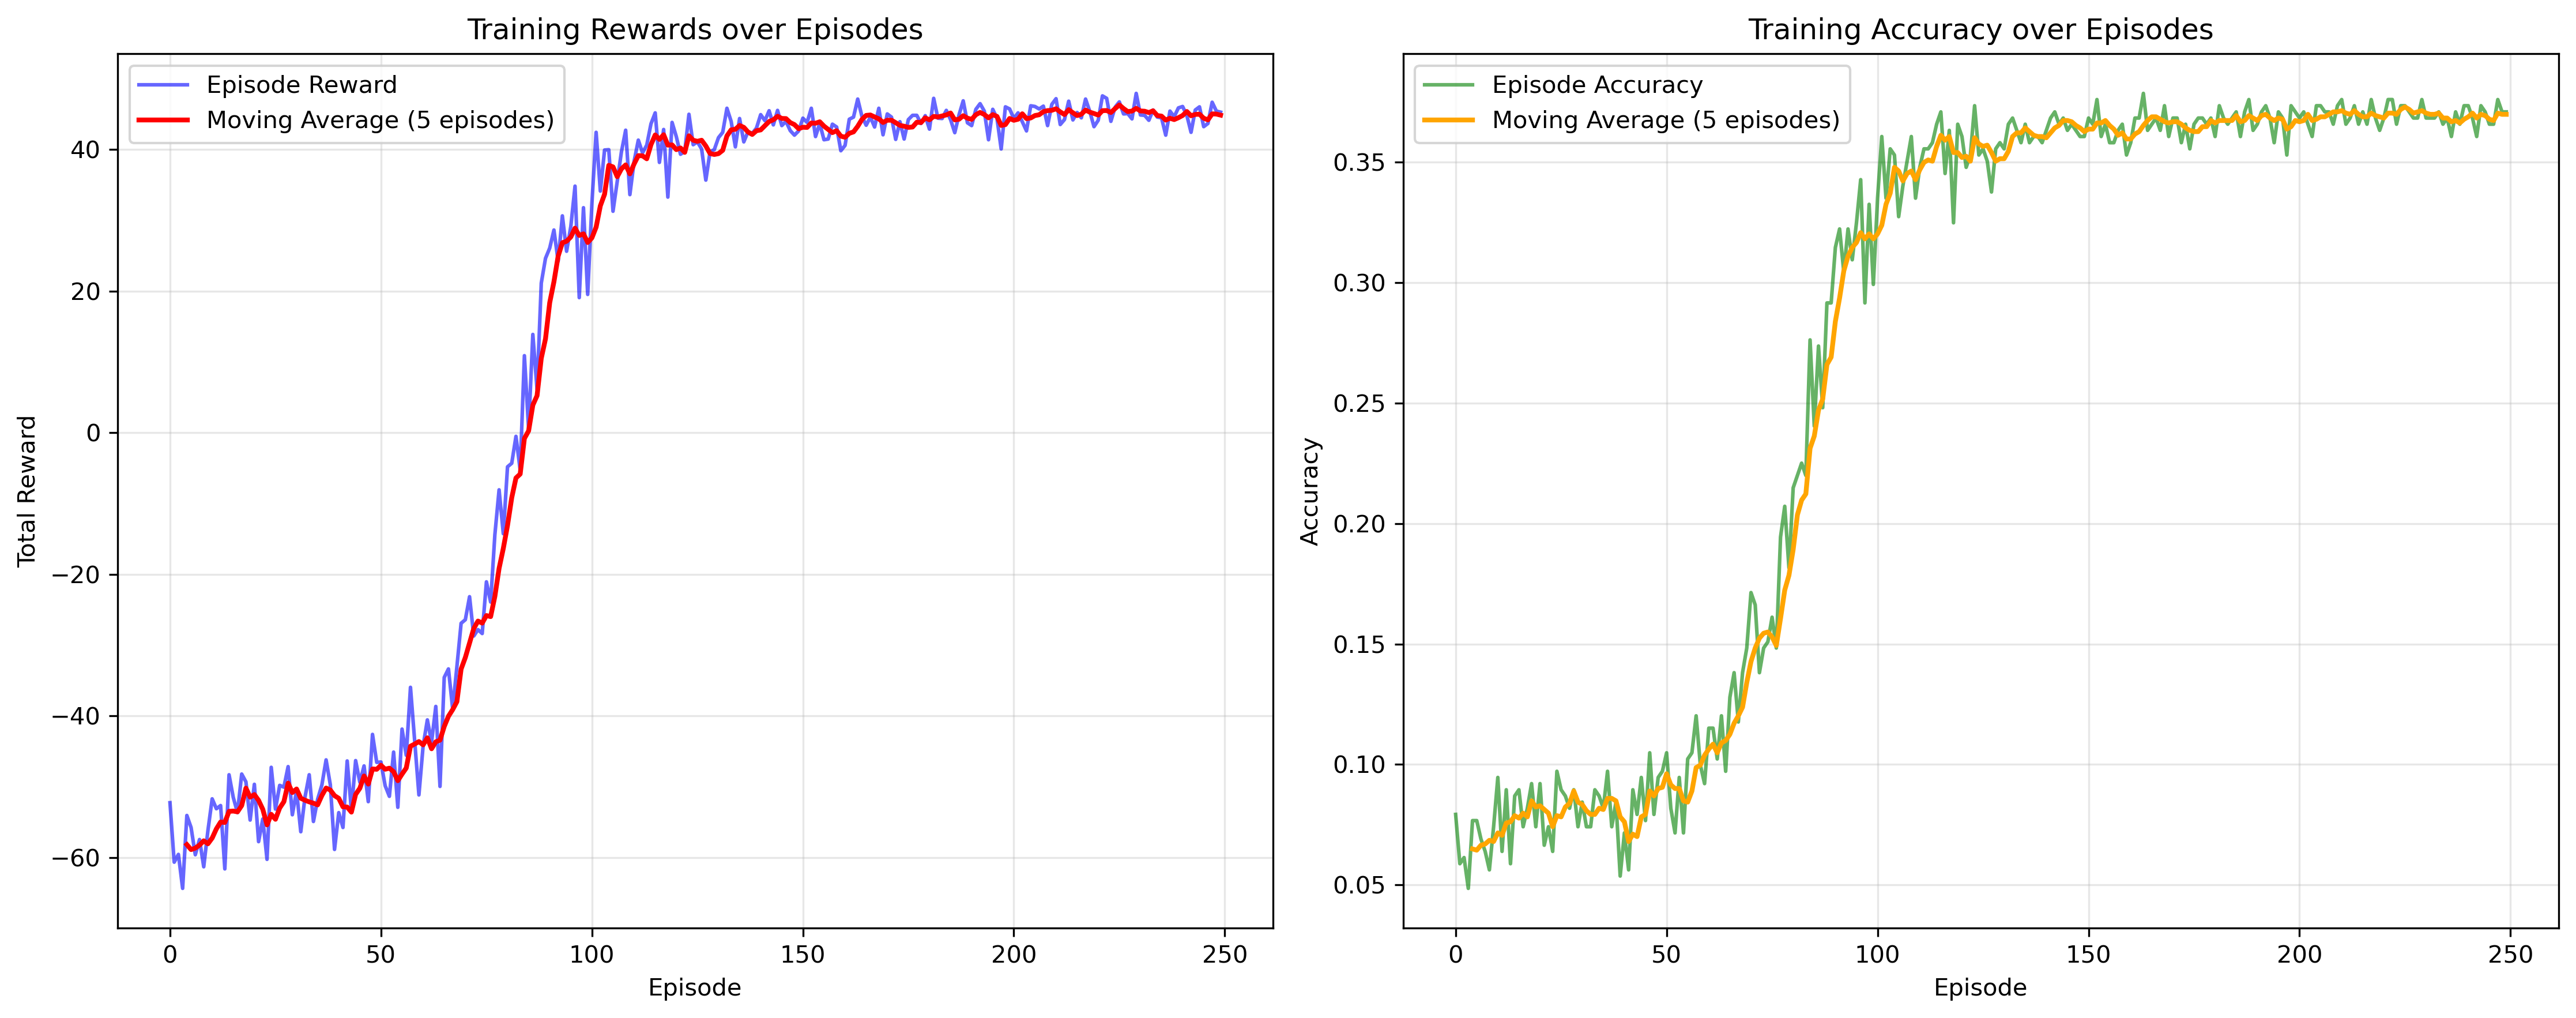 Training Rewards over Episodes
Episode Reward
Moving Average (5 episodes)
Total Reward
40
20
0
−20
−40
−60
0
50
100
150
200
250
Episode
Training Accuracy over Episodes
Episode Accuracy
Moving Average (5 episodes)
Accuracy
0.35
0.30
0.25
0.20
0.15
0.10
0.05
0
50
100
150
200
250
Episode